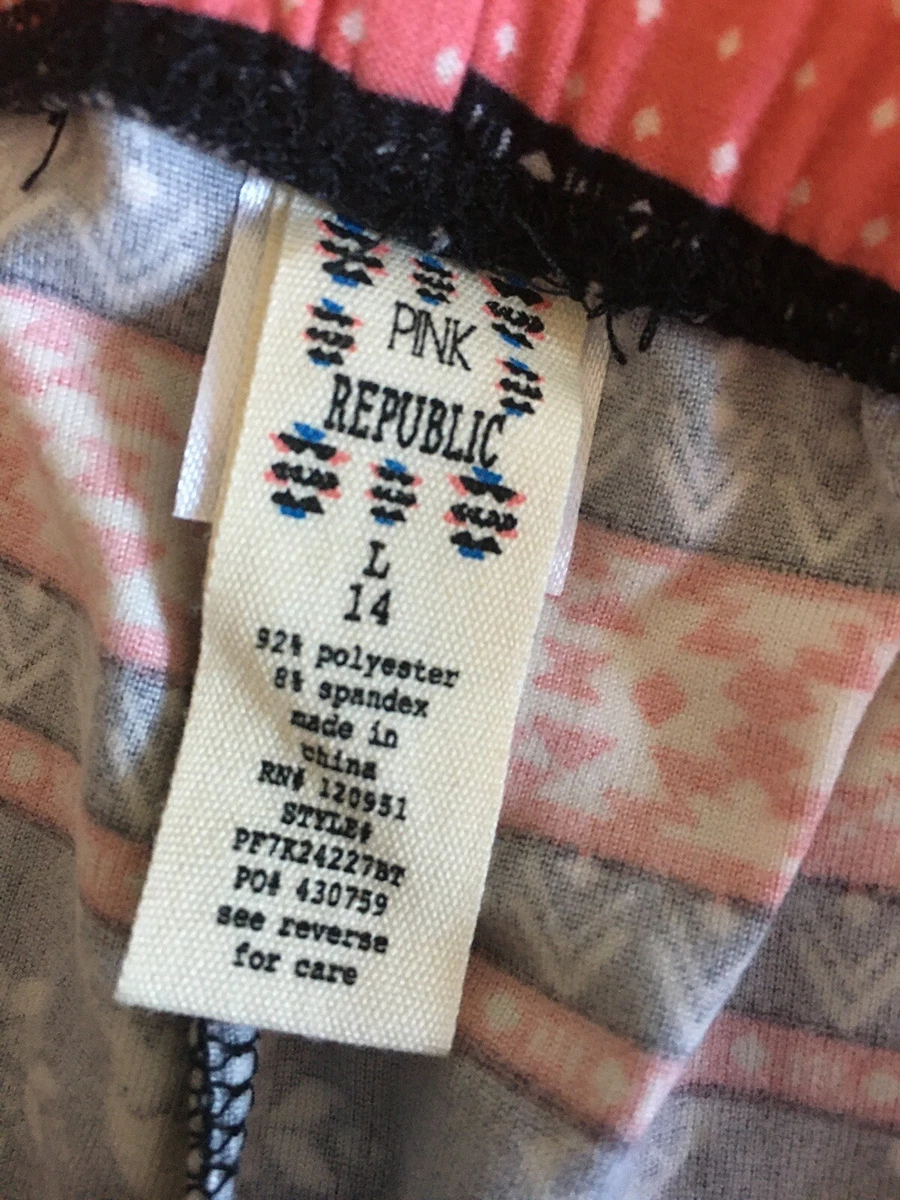 PINK
REPUBLIC
L
14
92% polyester
8% spandex
made in
china
RN# 120951
STYLE#
PF7K24227BT
PO# 430759
see reverse
for care